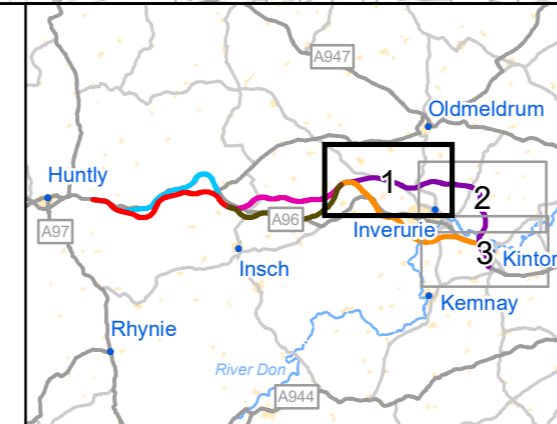 A947
Oldmeldrum
Huntly
1
2
A96
A97
Inverurie
3
Kintor
Insch
Kemnay
Rhynie
River Don
A944